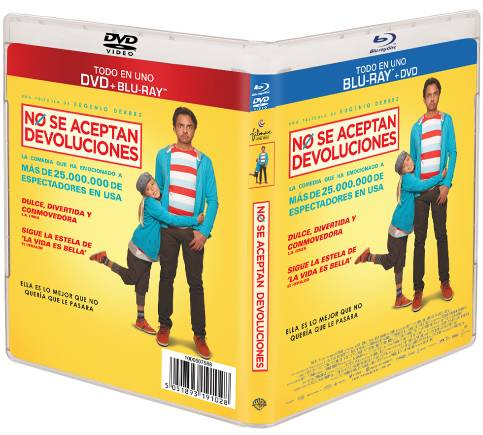 DVD
VIDEO
TODO EN UNO
DVD+BLU-RAY™
UNA PELÍCULA DE EUGENIO DERBEZ
NO SE ACEPTAN
DEVOLUCIONES
LA COMEDIA QUE HA EMOCIONADO A
MÁS DE 25.000.000 DE
ESPECTADORES EN USA
DULCE, DIVERTIDA Y
CONMOVEDORA
SIGUE LA ESTELA DE
'LA VIDA ES BELLA'
ELLA ES LO MEJOR QUE NO
QUERÍA QUE LE PASARA
5 051893 191028
DVD
filmax
NO SE ACEPTAN DEVOLUCIONES
Blu-rayDisc
TODO EN UNO
BLU-RAY™+DVD
UNA PELÍCULA DE EUGENIO DERBEZ
NO SE ACEPTAN
DEVOLUCIONES
LA COMEDIA QUE HA EMOCIONADO A
MÁS DE 25.000.000 DE
ESPECTADORES EN USA
DULCE, DIVERTIDA Y
CONMOVEDORA
SIGUE LA ESTELA DE
'LA VIDA ES BELLA'
ELLA ES LO MEJOR QUE NO
QUERÍA QUE LE PASARA